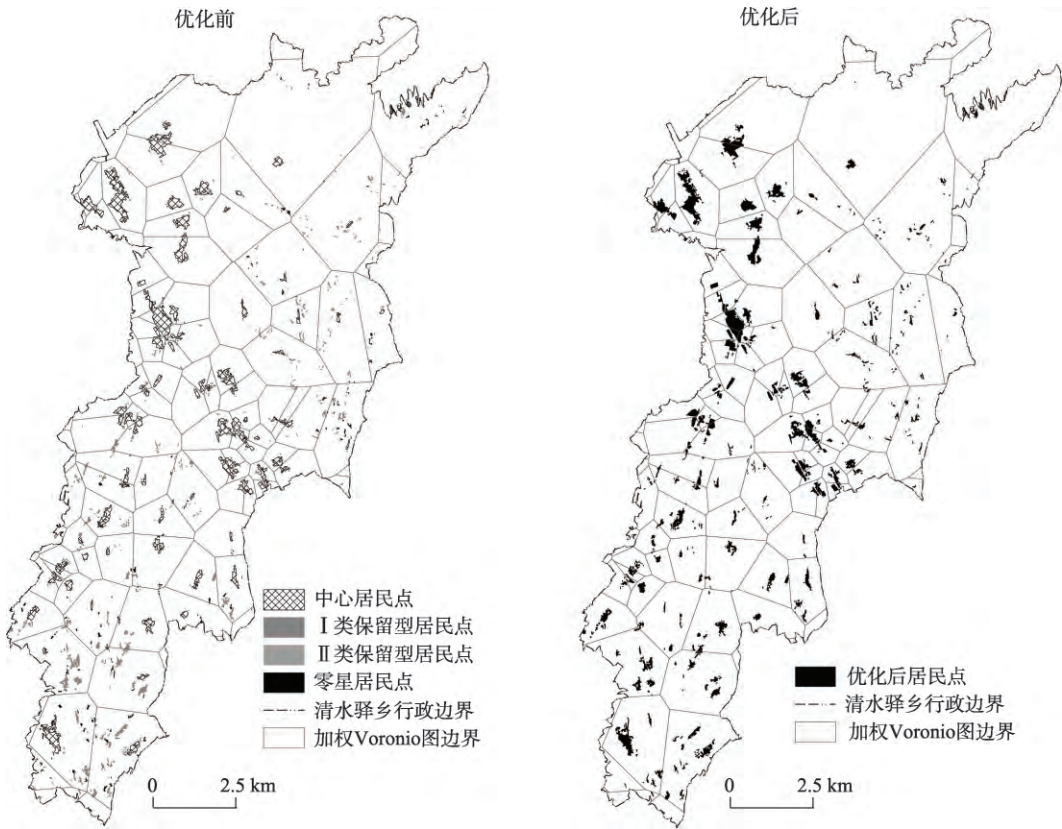 优化前
中心居民点
Ⅰ类保留型居民点
Ⅱ类保留型居民点
零星居民点
清水驿乡行政边界
加权Voronio图边界
0 2.5 km
优化后
优化后居民点
清水驿乡行政边界
加权Voronio图边界
0 2.5 km